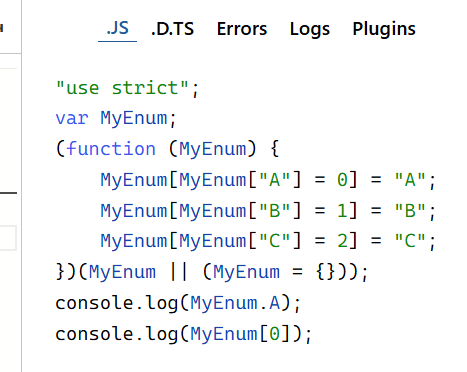 .JS .D.TS Errors Logs Plugins
"use strict";
var MyEnum;
(function (MyEnum) {
    MyEnum[MyEnum["A"] = 0] = "A";
    MyEnum[MyEnum["B"] = 1] = "B";
    MyEnum[MyEnum["C"] = 2] = "C";
})(MyEnum || (MyEnum = {}));
console.log(MyEnum.A);
console.log(MyEnum[0]);